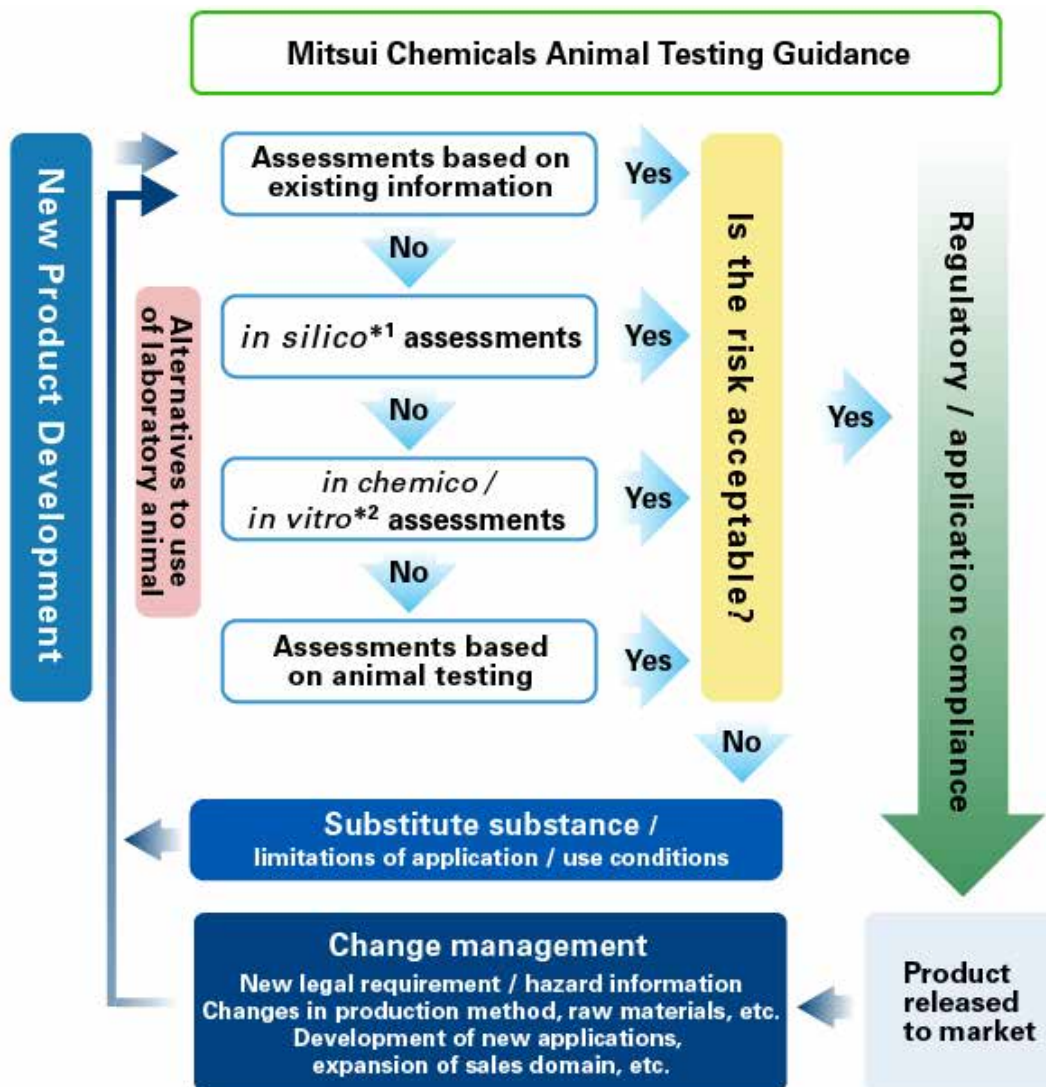 Mitsui Chemicals Animal Testing Guidance
New Product Development
Assessments based on
existing information
Yes
No
Alternatives to use
of laboratory animal
in silico*1 assessments
Yes
No
in chemico /
in vitro*2 assessments
Yes
No
Assessments based
on animal testing
Yes
Is the risk acceptable?
Yes
No
Regulatory / application compliance
Substitute substance /
limitations of application / use conditions
Change management
New legal requirement / hazard information
Changes in production method, raw materials, etc.
Development of new applications,
expansion of sales domain, etc.
Product
released
to market